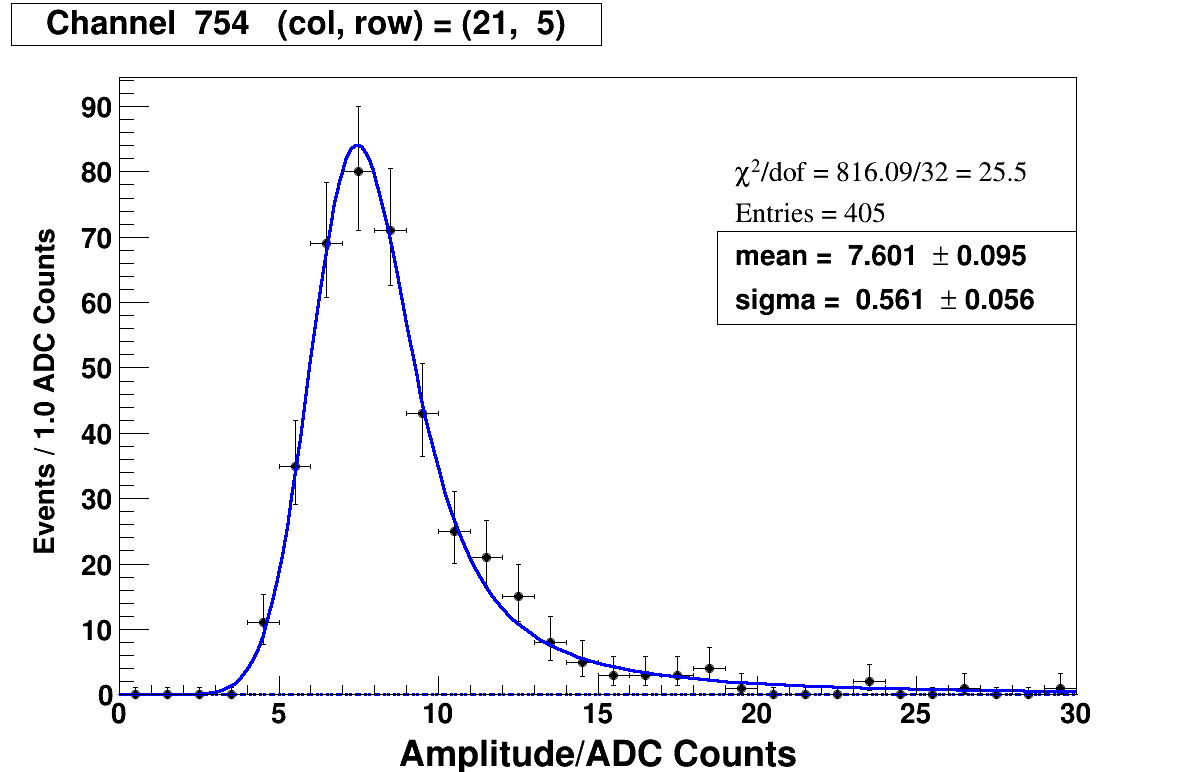 Channel 754 (col, row) = (21, 5)
χ²/dof = 816.09/32 = 25.5
Entries = 405
mean = 7.601 ± 0.095
sigma = 0.561 ± 0.056
Events / 1.0 ADC Counts
90
80
70
60
50
40
30
20
10
0
0 5 10 15 20 25 30
Amplitude/ADC Counts